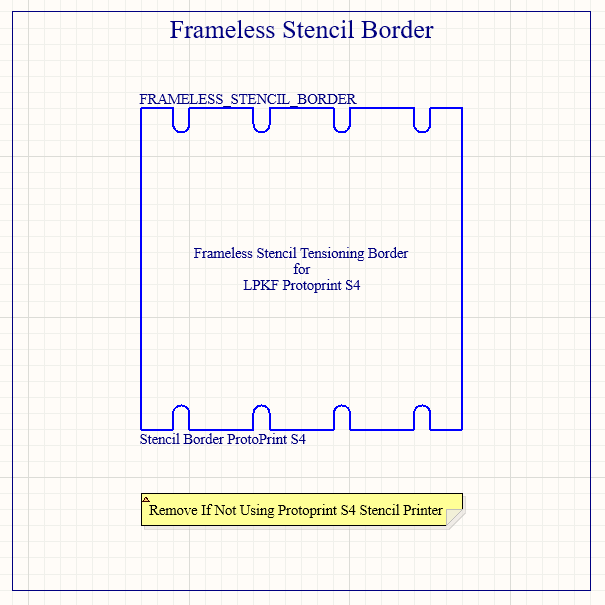 Frameless Stencil Border
FRAMELESS_STENCIL_BORDER
Frameless Stencil Tensioning Border
for
LPKF Protoprint S4
Stencil Border ProtoPrint S4
Remove If Not Using Protoprint S4 Stencil Printer